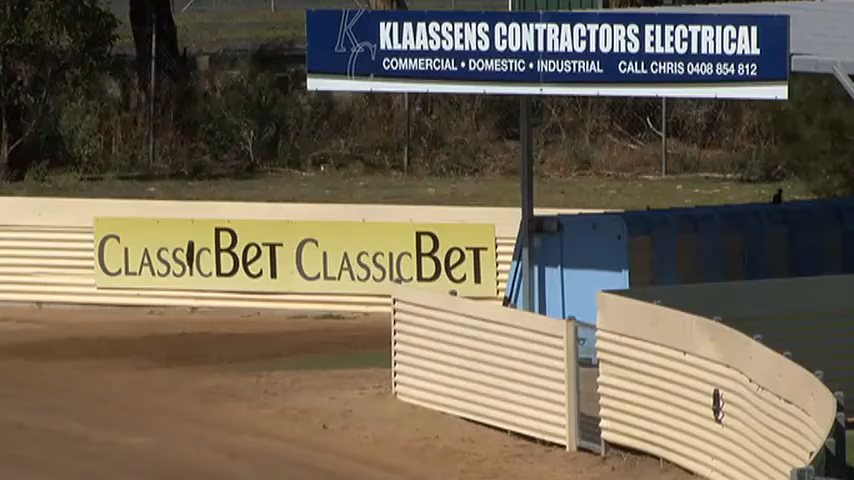 KC
KLAASSENS CONTRACTORS ELECTRICAL
COMMERCIAL • DOMESTIC • INDUSTRIAL CALL CHRIS 0408 854 812
CLASSICBET CLASSICBET